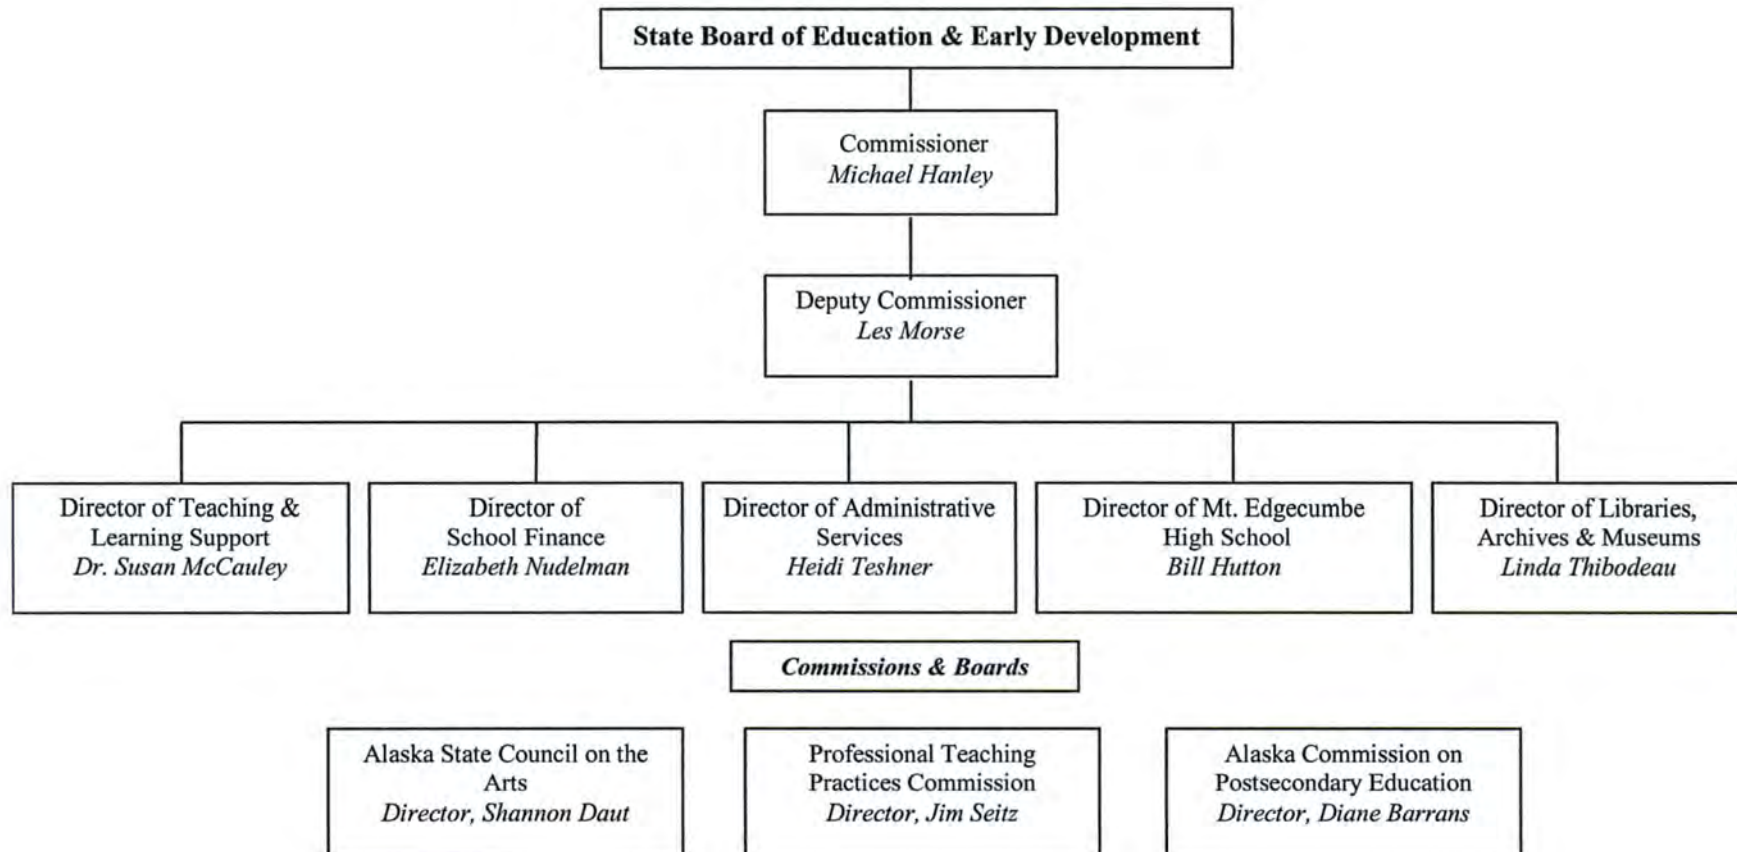 State Board of Education & Early Development
Commissioner
Michael Hanley
Deputy Commissioner
Les Morse
Director of Teaching &
Learning Support
Dr. Susan McCauley
Director of
School Finance
Elizabeth Nudelman
Director of Administrative
Services
Heidi Teshner
Director of Mt. Edgecumbe
High School
Bill Hutton
Director of Libraries,
Archives & Museums
Linda Thibodeau
Commissions & Boards
Alaska State Council on the
Arts
Director, Shannon Daut
Professional Teaching
Practices Commission
Director, Jim Seitz
Alaska Commission on
Postsecondary Education
Director, Diane Barrans